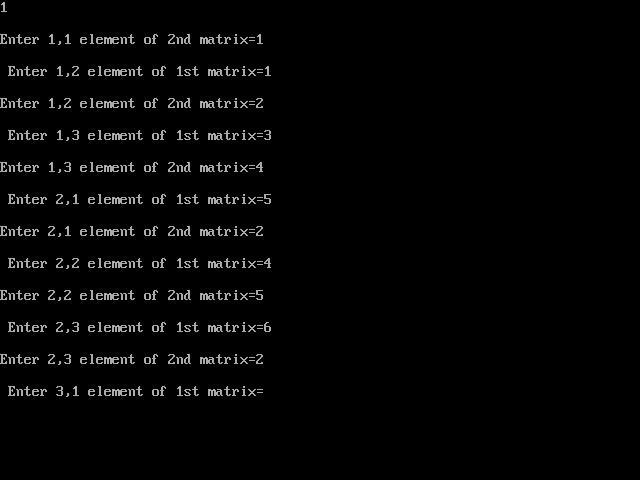 1
Enter 1,1 element of 2nd matrix=1
Enter 1,2 element of 1st matrix=1
Enter 1,2 element of 2nd matrix=2
Enter 1,3 element of 1st matrix=3
Enter 1,3 element of 2nd matrix=4
Enter 2,1 element of 1st matrix=5
Enter 2,1 element of 2nd matrix=2
Enter 2,2 element of 1st matrix=4
Enter 2,2 element of 2nd matrix=5
Enter 2,3 element of 1st matrix=6
Enter 2,3 element of 2nd matrix=2
Enter 3,1 element of 1st matrix=